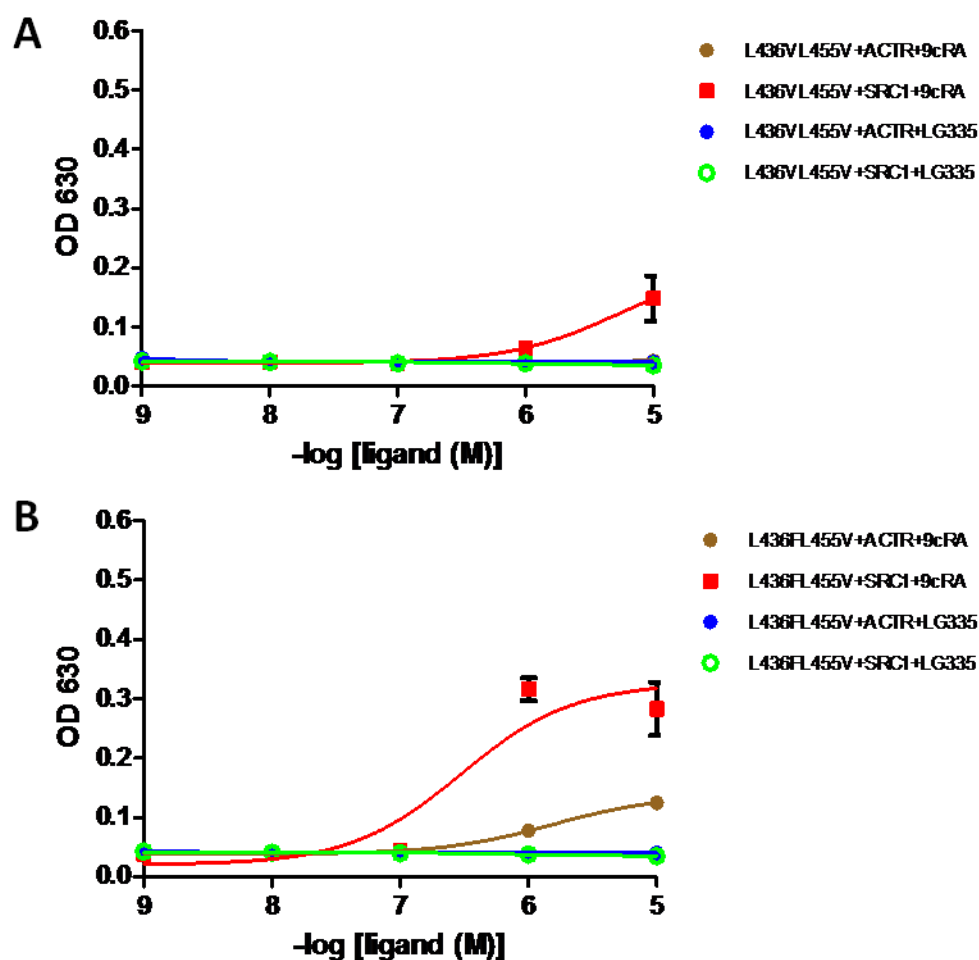 A
0.6
0.5
0.4
0.3
0.2
0.1
0.0
OD 630
9 8 7 6 5
-log [ligand (M)]
L436VL455V+ACTR+9cRA
L436VL455V+SRC1+9cRA
L436VL455V+ACTR+LG335
L436VL455V+SRC1+LG335
B
0.6
0.5
0.4
0.3
0.2
0.1
0.0
OD 630
9 8 7 6 5
-log [ligand (M)]
L436FL455V+ACTR+9cRA
L436FL455V+SRC1+9cRA
L436FL455V+ACTR+LG335
L436FL455V+SRC1+LG335